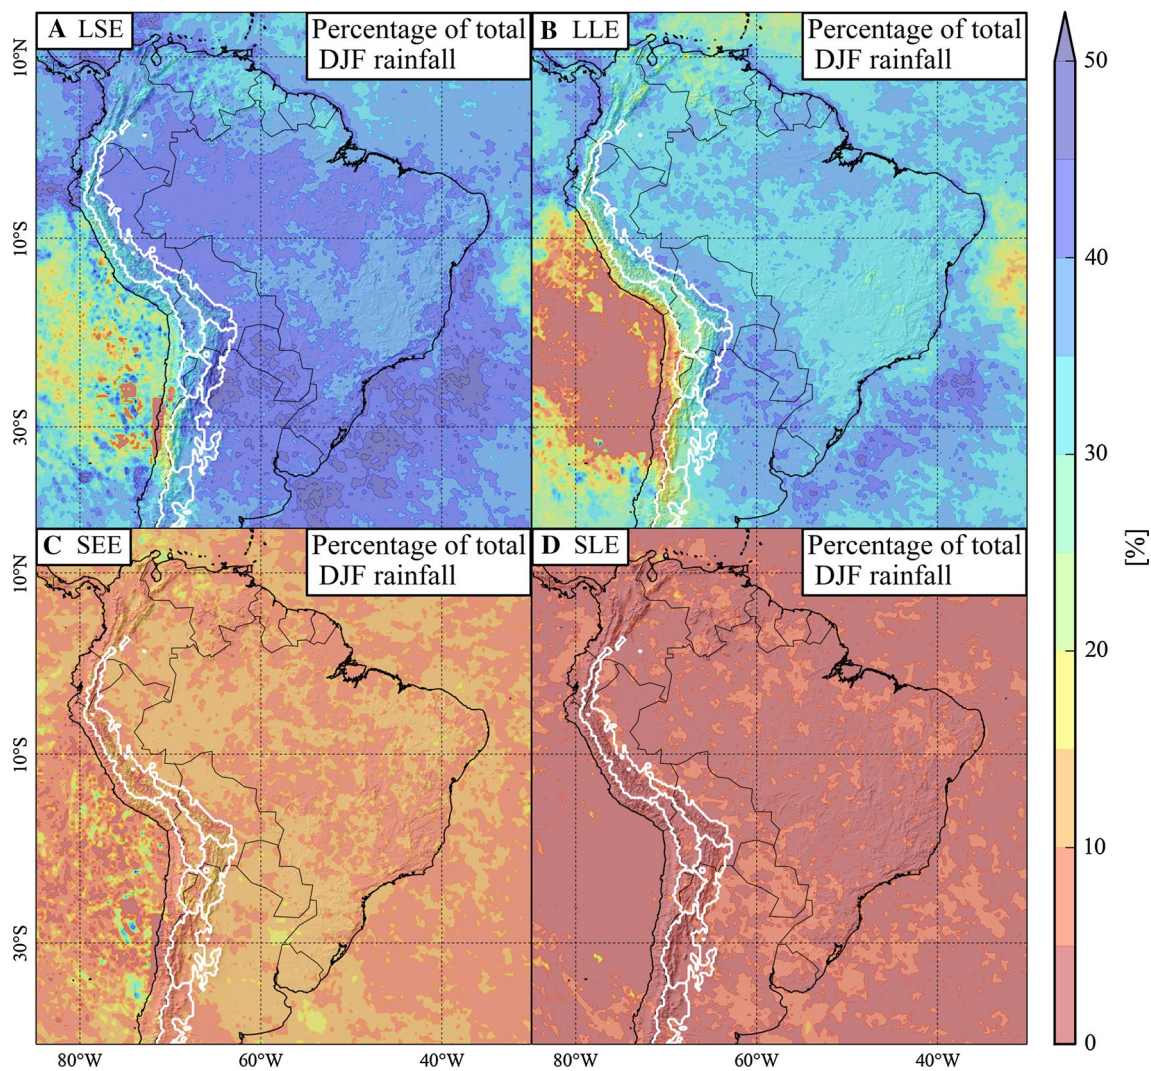 A LSE
Percentage of total
DJF rainfall
B LLE
Percentage of total
DJF rainfall
C SEE
Percentage of total
DJF rainfall
D SLE
Percentage of total
DJF rainfall
10°N
10°S
30°S
10°N
10°S
30°S
80°W
60°W
40°W
80°W
60°W
40°W
50
40
30
20
10
0
[%]